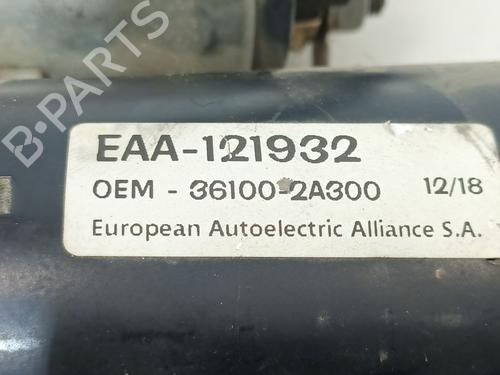 EAA-121932
OEM - 36100-2A300 12/18
European Autoelectric Alliance S.A.
B-PARTS